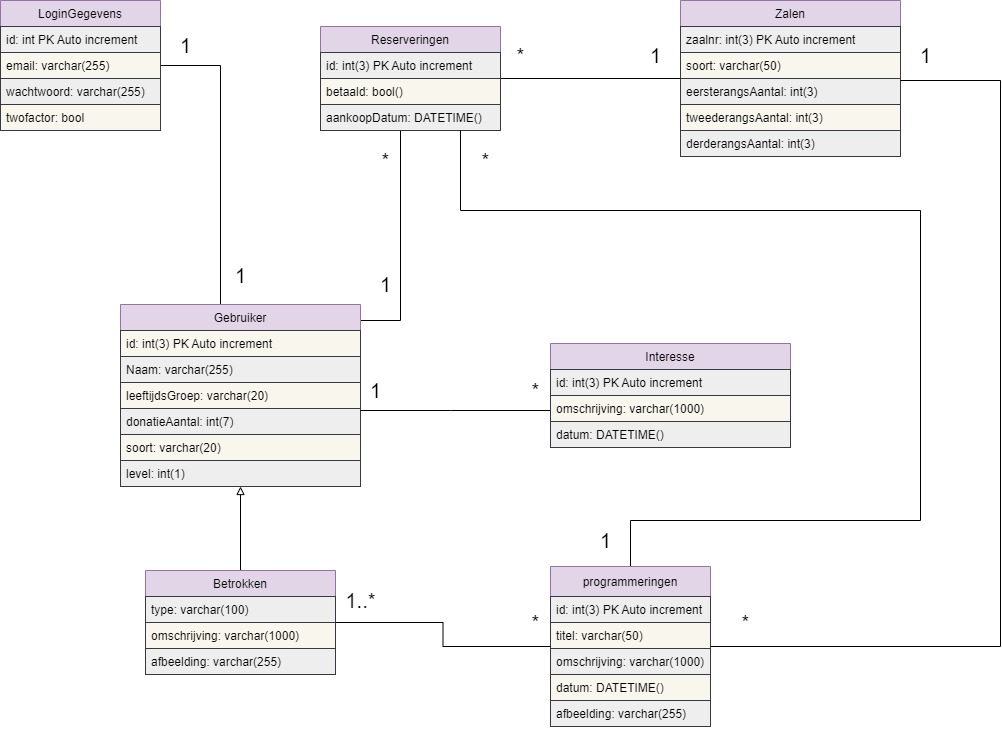 LoginGegevens
id: int PK Auto increment
email: varchar(255)
wachtwoord: varchar(255)
twofactor: bool
1
1
Reserveringen
id: int(3) PK Auto increment
betaald: bool()
aankoopDatum: DATETIME()
*
1
*
*
1
Zalen
zaalnr: int(3) PK Auto increment
soort: varchar(50)
eersterangsAantal: int(3)
tweederangsAantal: int(3)
derderangsAantal: int(3)
1
Gebruiker
id: int(3) PK Auto increment
Naam: varchar(255)
leeftijdsGroep: varchar(20)
donatieAantal: int(7)
soort: varchar(20)
level: int(1)
1
*
Interesse
id: int(3) PK Auto increment
omschrijving: varchar(1000)
datum: DATETIME()
Betrokken
type: varchar(100)
omschrijving: varchar(1000)
afbeelding: varchar(255)
1..*
*
1
programmeringen
id: int(3) PK Auto increment
titel: varchar(50)
omschrijving: varchar(1000)
datum: DATETIME()
afbeelding: varchar(255)
*